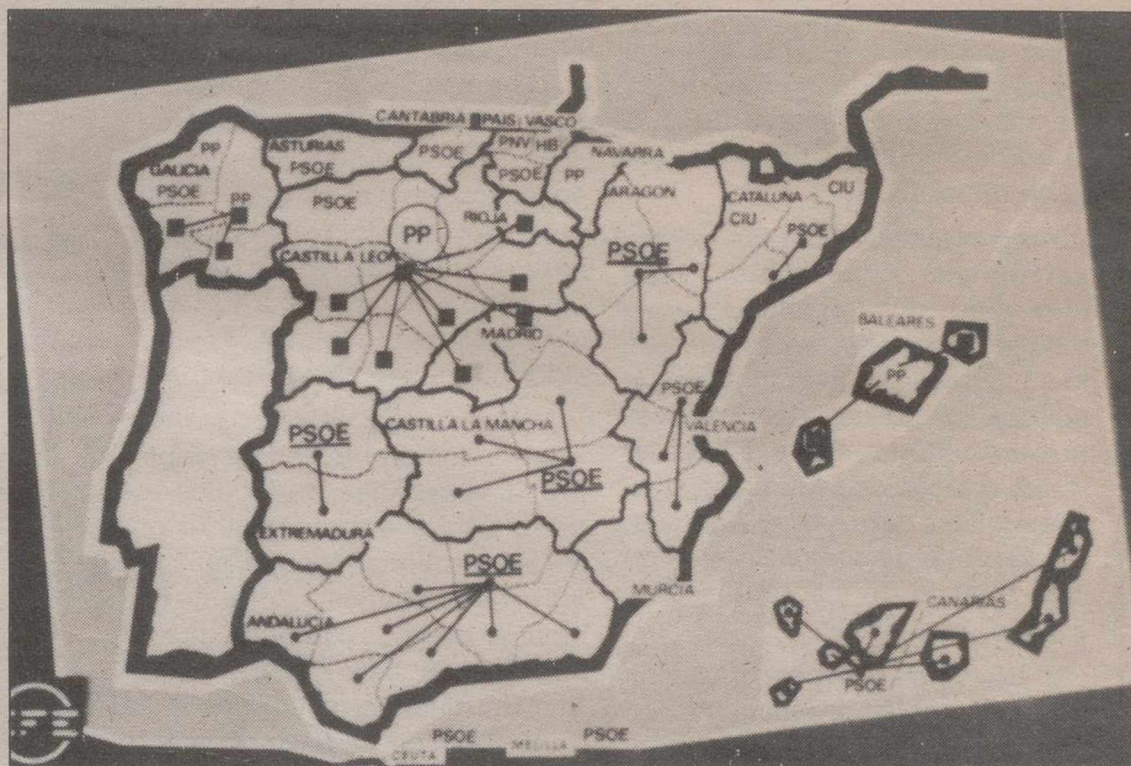 CANTABRIA PAIS VASCO
PP
ASTURIAS
PSOE
PSOE
PNV HB
PSOE
NAVARRA
PP
GALICIA
PSOE
PP
PSOE
RIOJA
ARAGON
CATALUNA
CIU
CIU
PP
PSOE
PSOE
CASTILLA LEON
MADRID
BALEARES
PP
PSOE
CASTILLA LA MANCHA
VALENCIA
PSOE
PSOE
EXTREMADURA
PSOE
MURCIA
ANDALUCIA
CANARIAS
PSOE
PSOE
PSOE
CEUTA
MELILLA